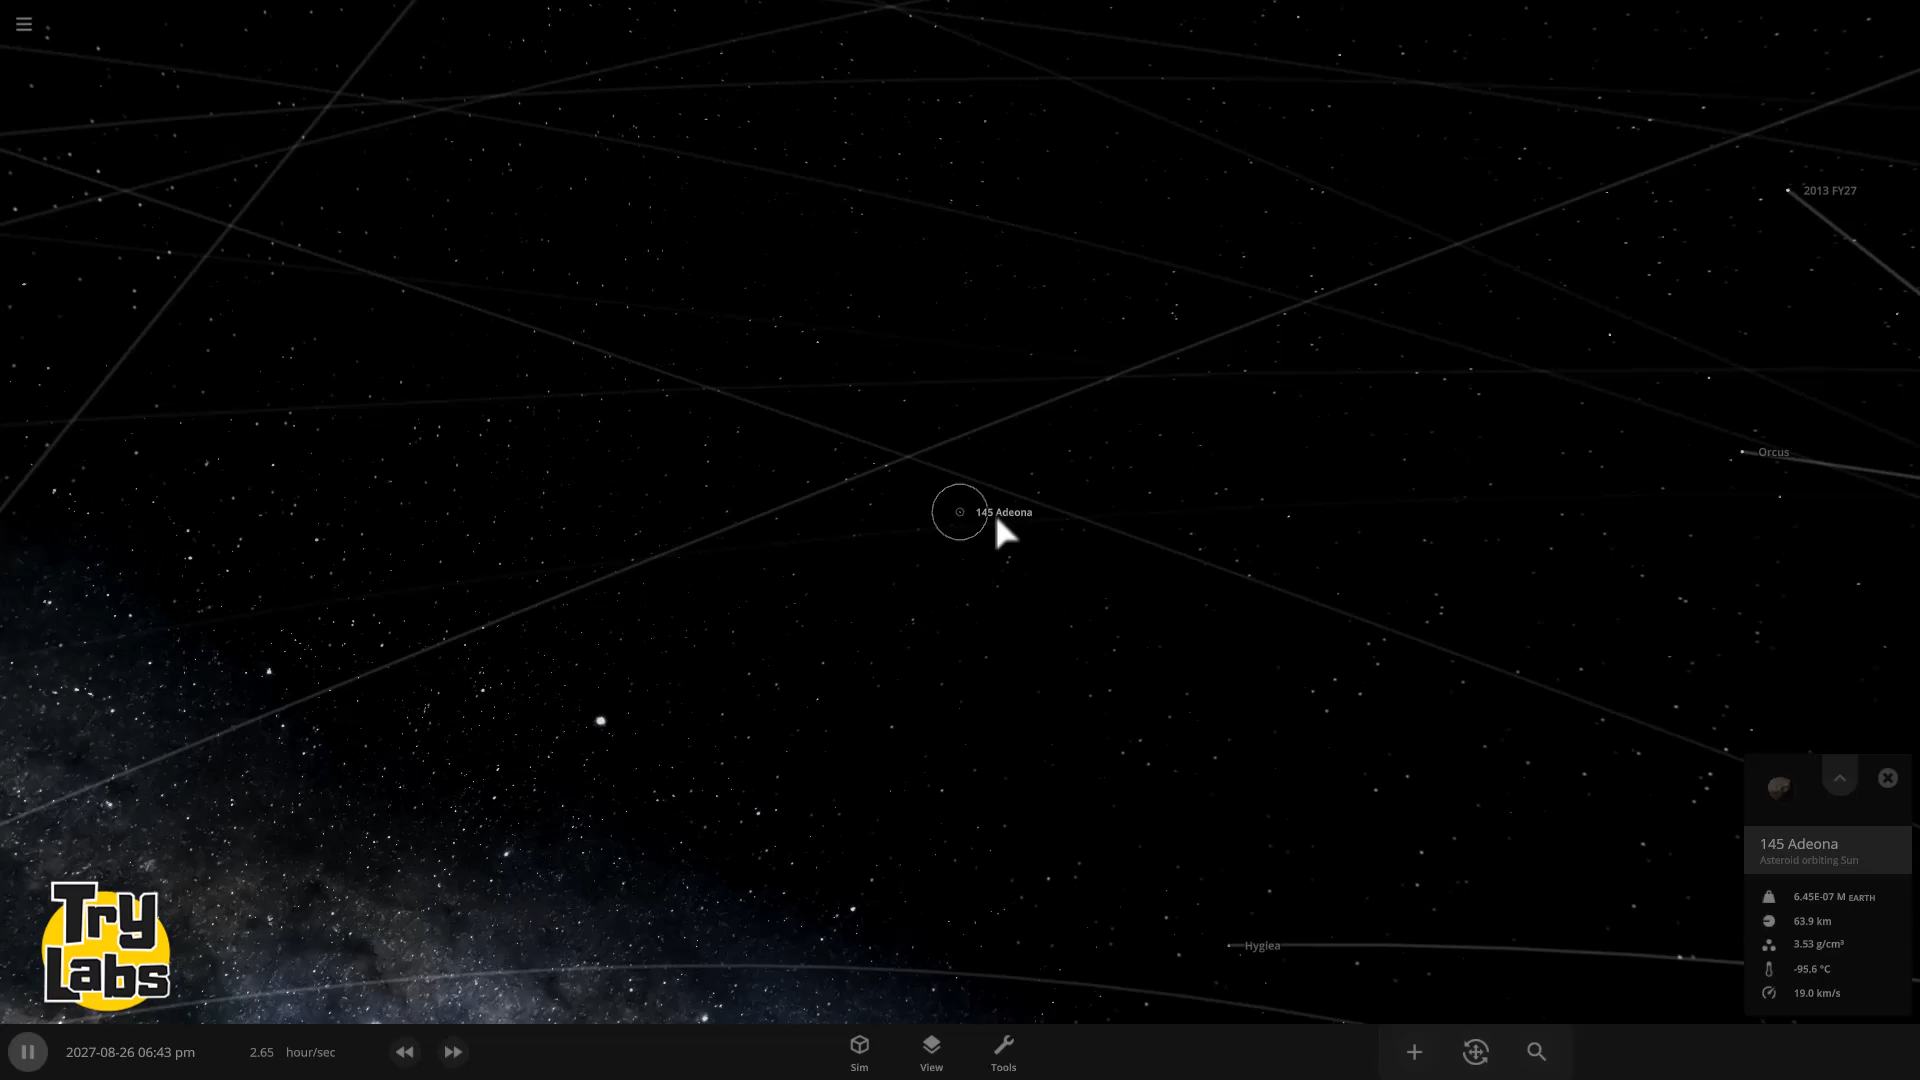 2013 FY27
Orcus
145 Adeona
Hygiea
145 Adeona
Asteroid orbiting Sun
6.45E-07 M EARTH
63.9 km
3.53 g/cm³
-95.6 °C
19.0 km/s
Try
Labs
2027-08-26 06:43 pm
2.65 hour/sec
Sim
View
Tools